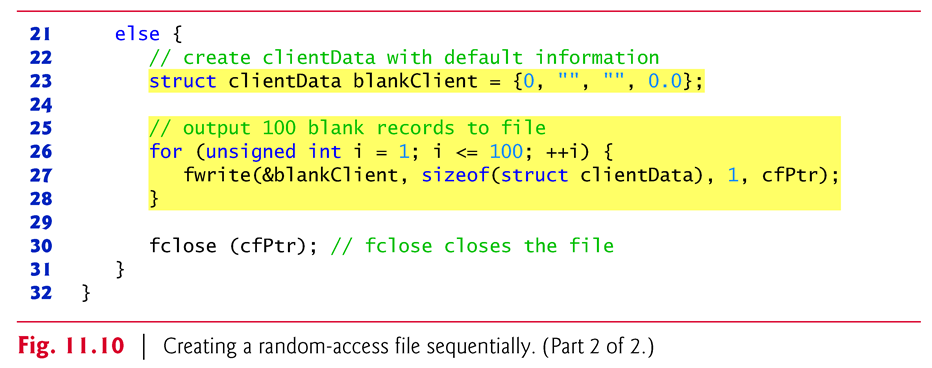 21 else {
22 // create clientData with default information
23 struct clientData blankClient = {0, "", "", 0.0};
24
25 // output 100 blank records to file
26 for (unsigned int i = 1; i <= 100; ++i) {
27 fwrite(&blankClient, sizeof(struct clientData), 1, cfPtr);
28 }
29
30 fclose (cfPtr); // fclose closes the file
31 }
32 }
Fig. 11.10 | Creating a random-access file sequentially. (Part 2 of 2.)